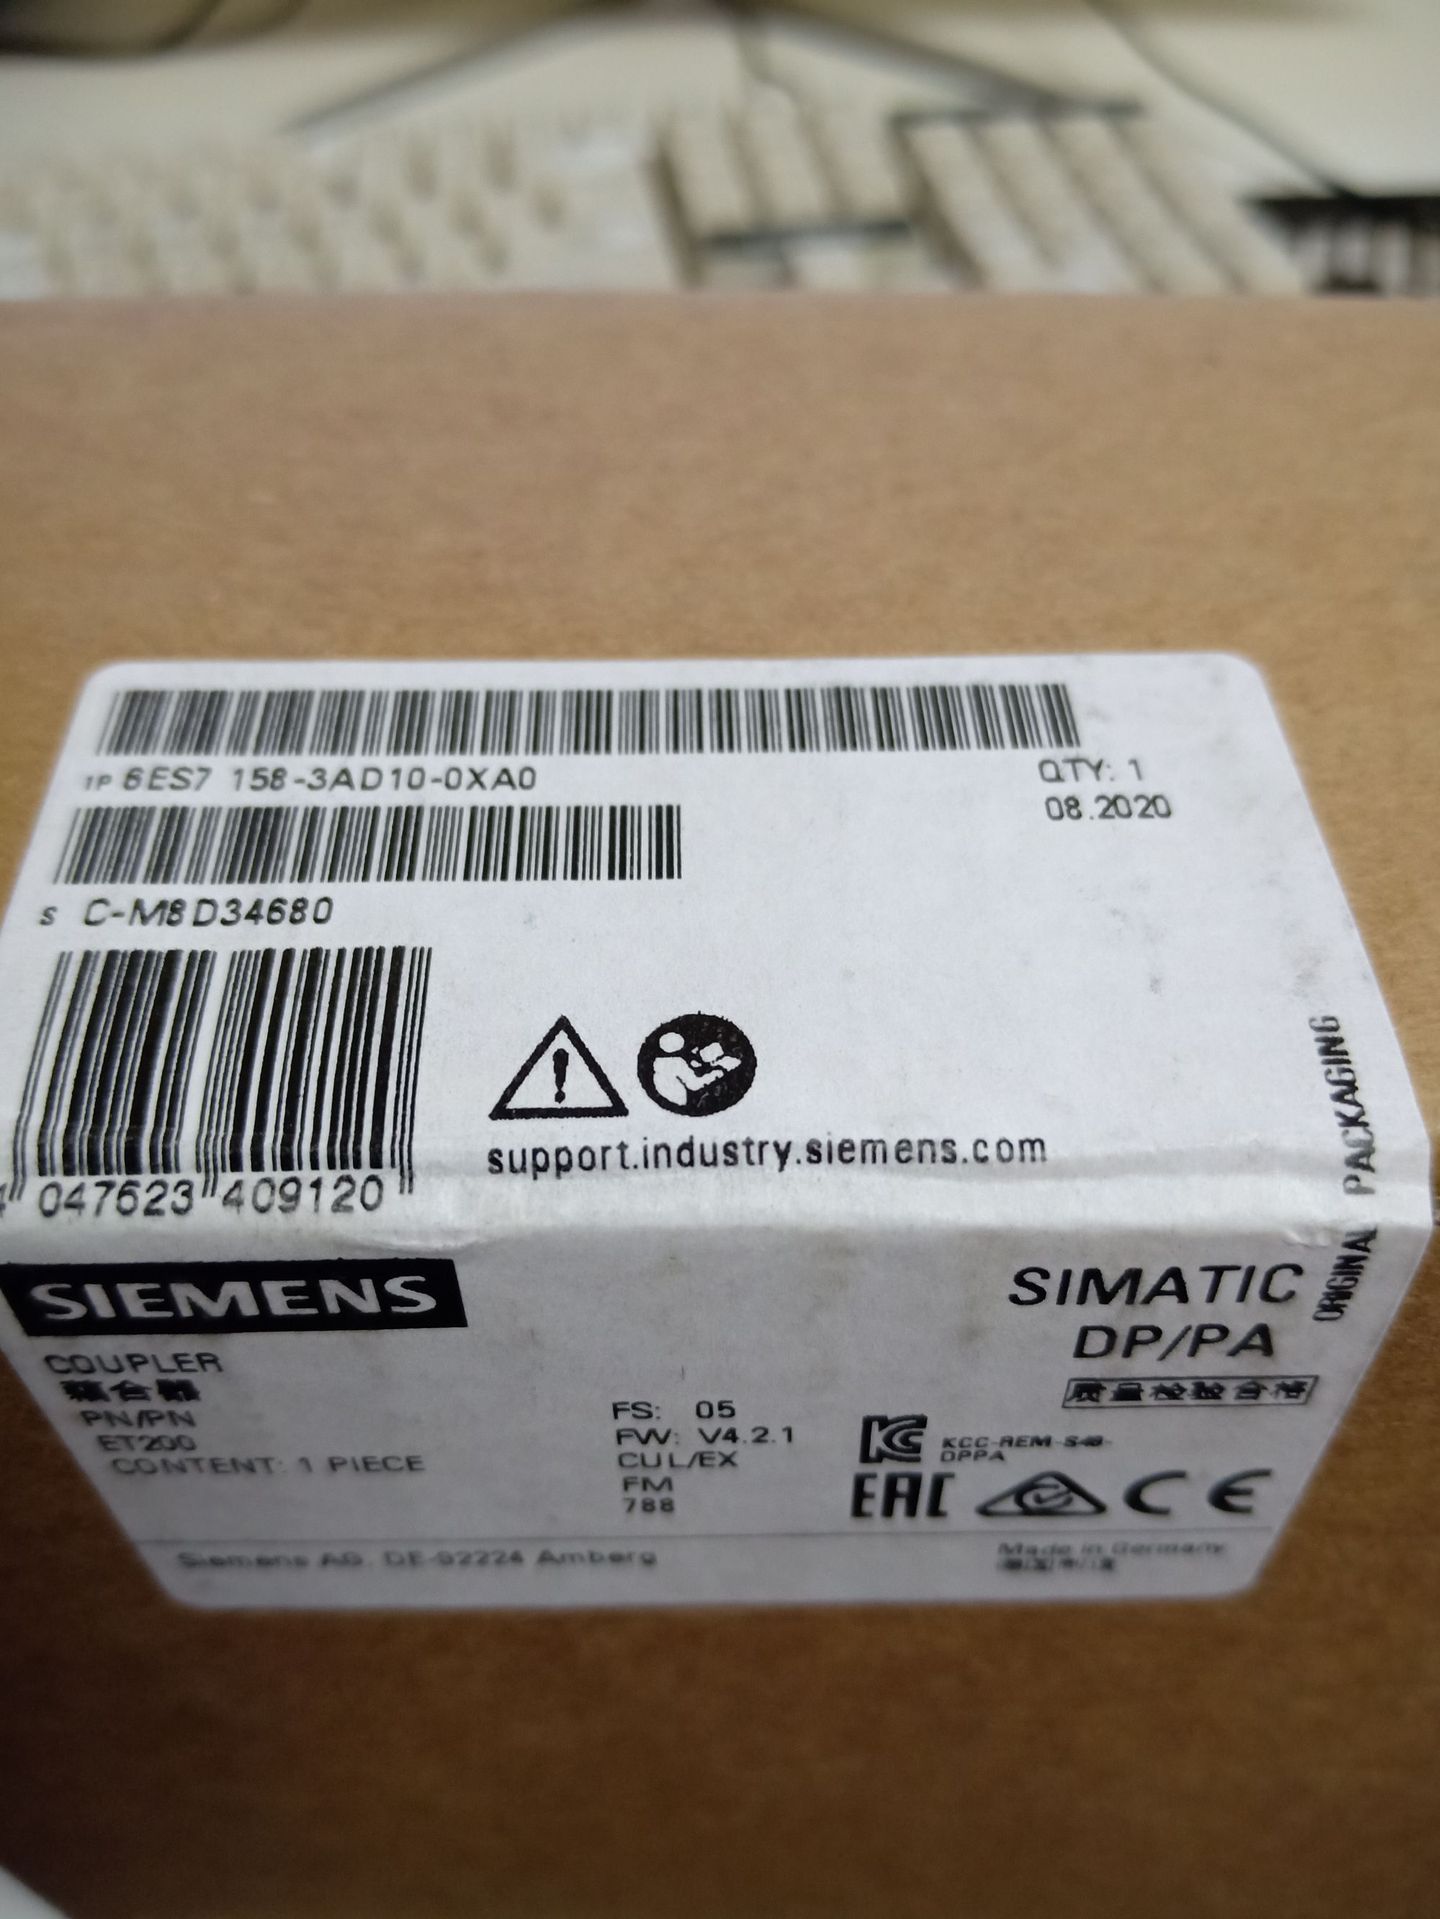 1P 6ES7 158-3AD10-0XA0
QTY: 1
08.2020
S C-M8D34680
4 047623 409120
support.industry.siemens.com
ORIGINAL PACKAGING
SIEMENS
SIMATIC
DP/PA
COUPLER
耦合器
质量检验合格
PN/PN
ET200
CONTENT: 1 PIECE
FS: 05
FW: V4.2.1
CUL/EX
FM
788
KCC-REM-S49-
DPPA
EAC
CE
Siemens AG, DE-92224 Amberg
Made in Germany